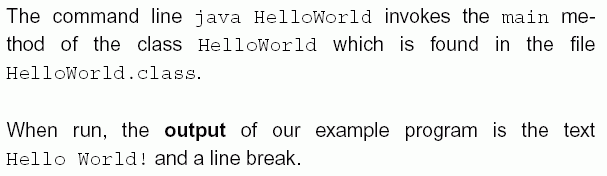 The command line java HelloWorld invokes the main me-
thod of the class HelloWorld which is found in the file
HelloWorld.class.
When run, the output of our example program is the text
Hello World! and a line break.